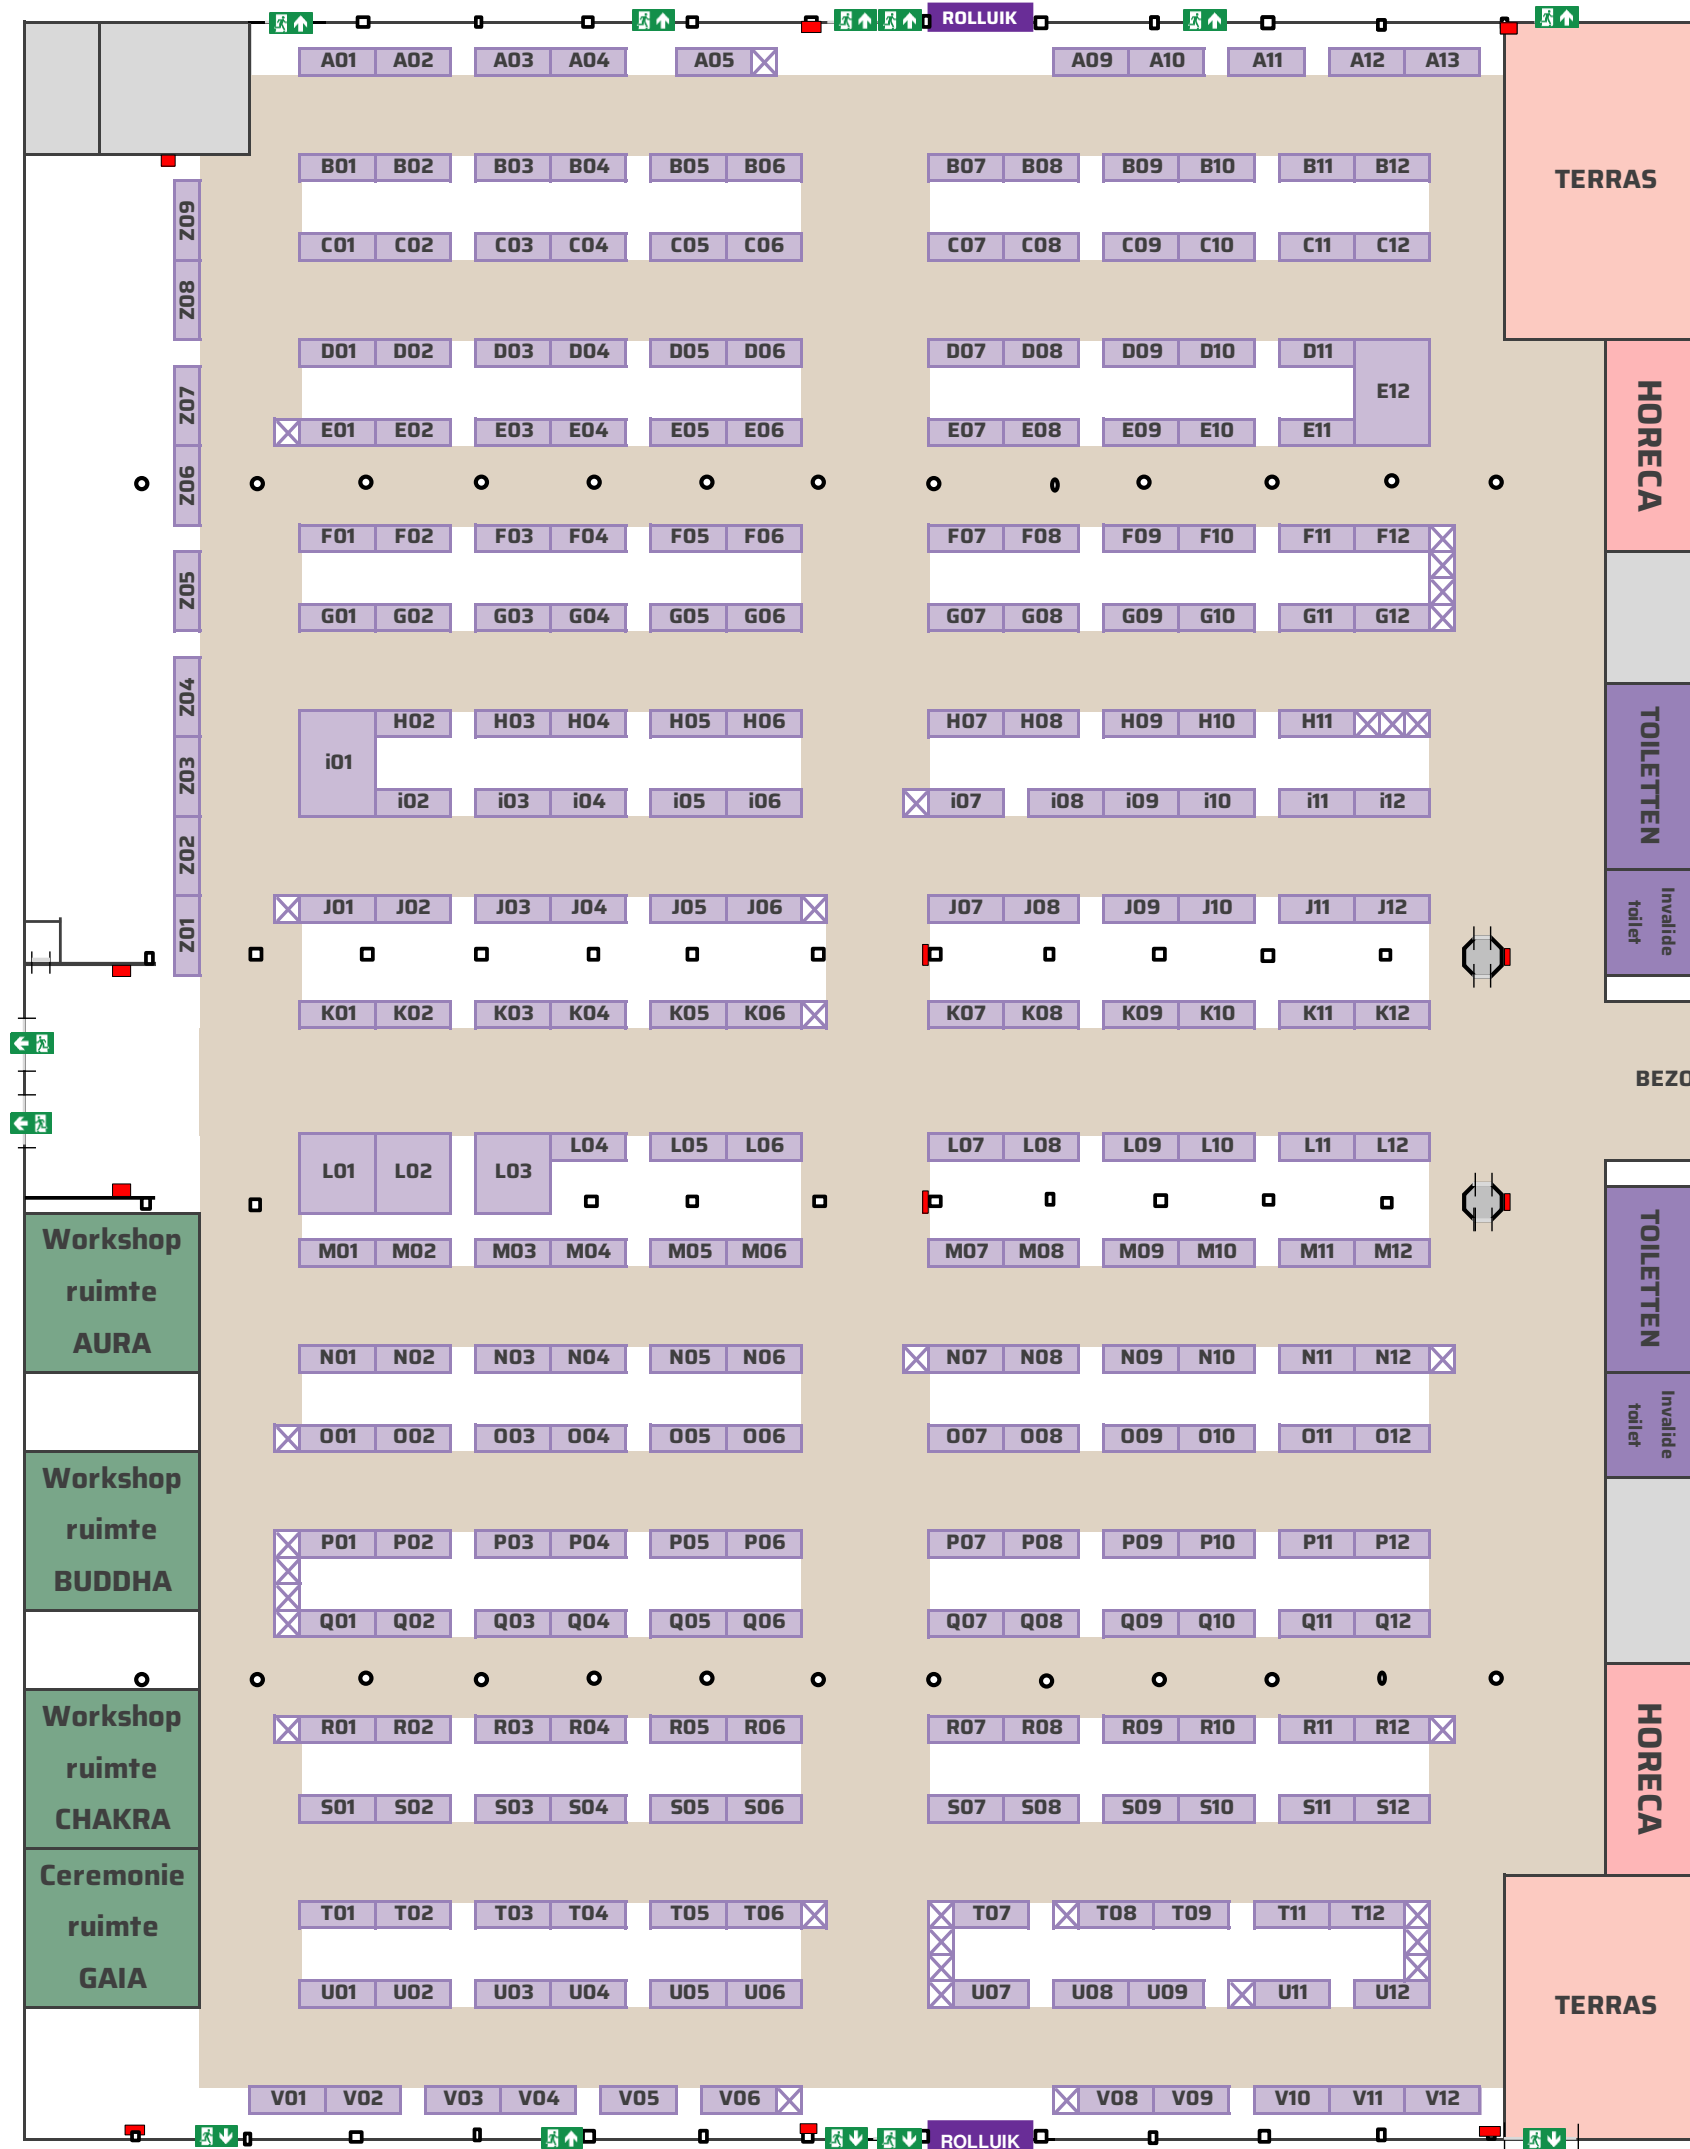 ROLLUIK
A01 A02 A03 A04 A05 A09 A10 A11 A12 A13
TERRAS
B01 B02 B03 B04 B05 B06 B07 B08 B09 B10 B11 B12
Z09
C01 C02 C03 C04 C05 C06 C07 C08 C09 C10 C11 C12
Z08
D01 D02 D03 D04 D05 D06 D07 D08 D09 D10 D11
E12
Z07
HORECA
E01 E02 E03 E04 E05 E06 E07 E08 E09 E10 E11
Z06
F01 F02 F03 F04 F05 F06 F07 F08 F09 F10 F11 F12
Z05
G01 G02 G03 G04 G05 G06 G07 G08 G09 G10 G11 G12
Z04
H02 H03 H04 H05 H06 H07 H08 H09 H10 H11
i01
Z03
TOILETTEN
i02 i03 i04 i05 i06 i07 i08 i09 i10 i11 i12
Z02
J01 J02 J03 J04 J05 J06 J07 J08 J09 J10 J11 J12
Z01
Invalide
toilet
K01 K02 K03 K04 K05 K06 K07 K08 K09 K10 K11 K12
BEZO
L01 L02 L03 L04 L05 L06 L07 L08 L09 L10 L11 L12
Workshop
ruimte
AURA
M01 M02 M03 M04 M05 M06 M07 M08 M09 M10 M11 M12
TOILETTEN
N01 N02 N03 N04 N05 N06 N07 N08 N09 N10 N11 N12
Invalide
toilet
O01 O02 O03 O04 O05 O06 O07 O08 O09 O10 O11 O12
Workshop
ruimte
BUDDHA
P01 P02 P03 P04 P05 P06 P07 P08 P09 P10 P11 P12
Q01 Q02 Q03 Q04 Q05 Q06 Q07 Q08 Q09 Q10 Q11 Q12
Workshop
ruimte
CHAKRA
R01 R02 R03 R04 R05 R06 R07 R08 R09 R10 R11 R12
HORECA
S01 S02 S03 S04 S05 S06 S07 S08 S09 S10 S11 S12
Ceremonie
ruimte
GAIA
T01 T02 T03 T04 T05 T06 T07 T08 T09 T11 T12
U01 U02 U03 U04 U05 U06 U07 U08 U09 U11 U12
TERRAS
V01 V02 V03 V04 V05 V06 V08 V09 V10 V11 V12
ROLLUIK